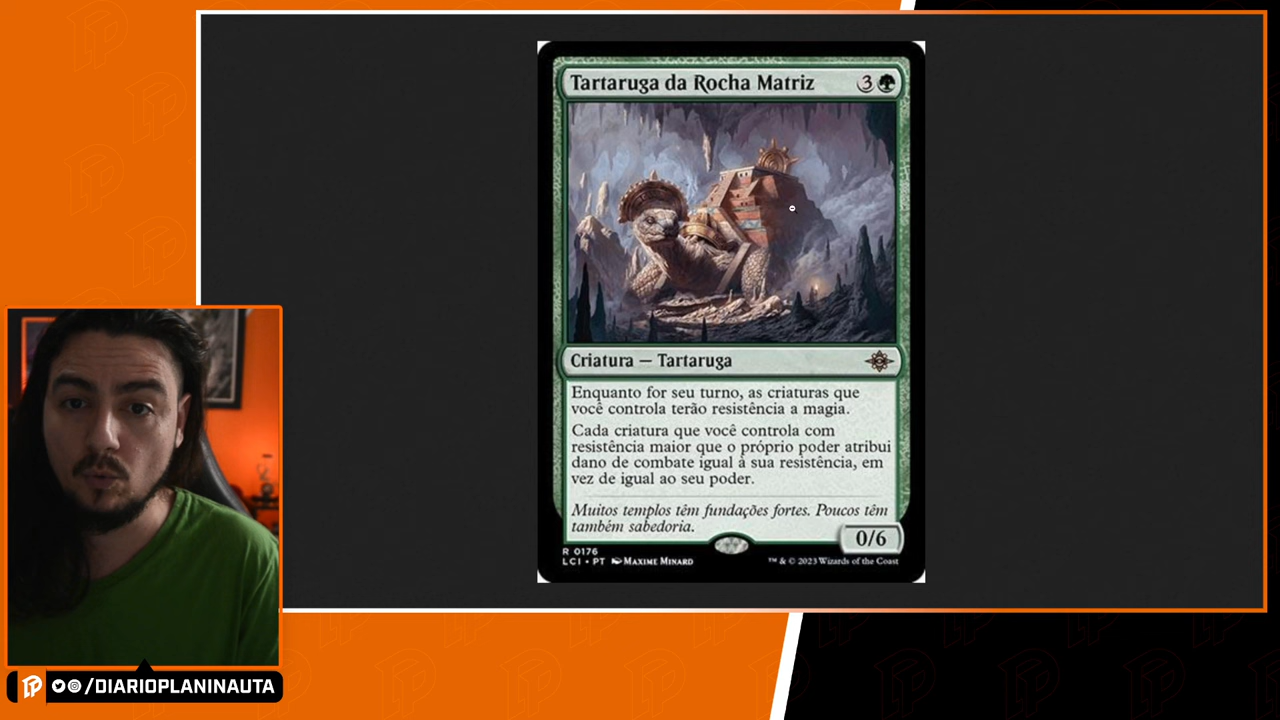 Tartaruga da Rocha Matriz 3
Criatura — Tartaruga
Enquanto for seu turno, as criaturas que
você controla terão resistência a magia.
Cada criatura que você controla com
resistência maior que o próprio poder atribui
dano de combate igual à sua resistência, em
vez de igual ao seu poder.
Muitos templos têm fundações fortes. Poucos têm
também sabedoria.
0/6
R 0176
LCI • PT Maxime Minard
™ & © 2023 Wizards of the Coast
/DIARIOPLANINAUTA